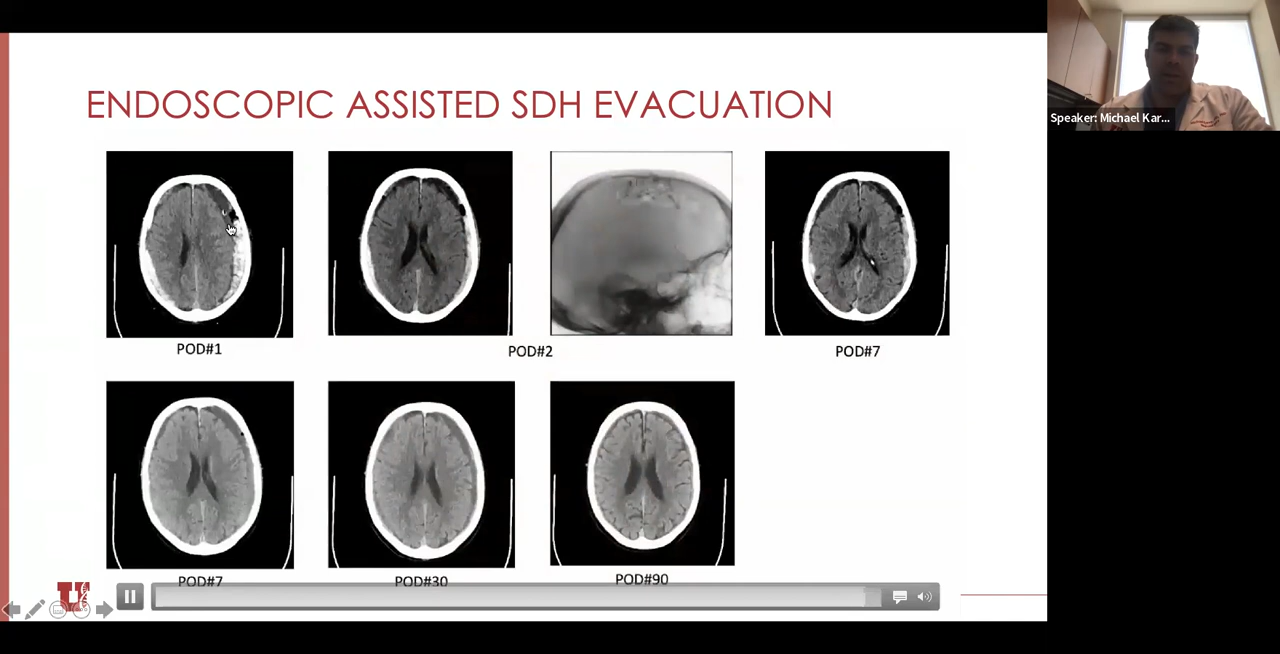 ENDOSCOPIC ASSISTED SDH EVACUATION
Speaker: Michael Kar...
POD#1
POD#2
POD#7
POD#7
POD#30
POD#90
U